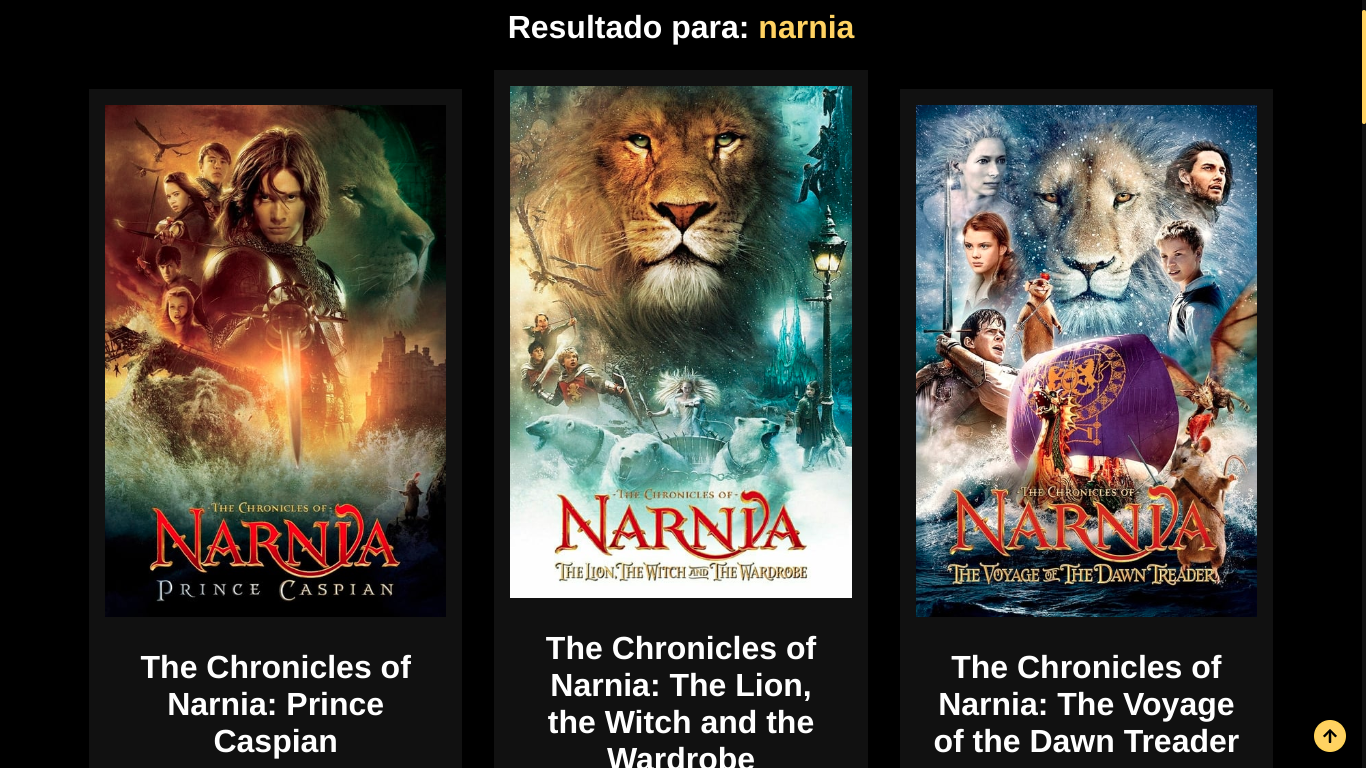 Resultado para: narnia
THE CHRONICLES OF
NARNIA
PRINCE CASPIAN
The Chronicles of
Narnia: Prince
Caspian
THE CHRONICLES OF
NARNIA
THE LION, THE WITCH AND THE WARDROBE
The Chronicles of
Narnia: The Lion,
the Witch and the
Wardrobe
THE CHRONICLES OF
NARNIA
THE VOYAGE OF THE DAWN TREADER
The Chronicles of
Narnia: The Voyage
of the Dawn Treader